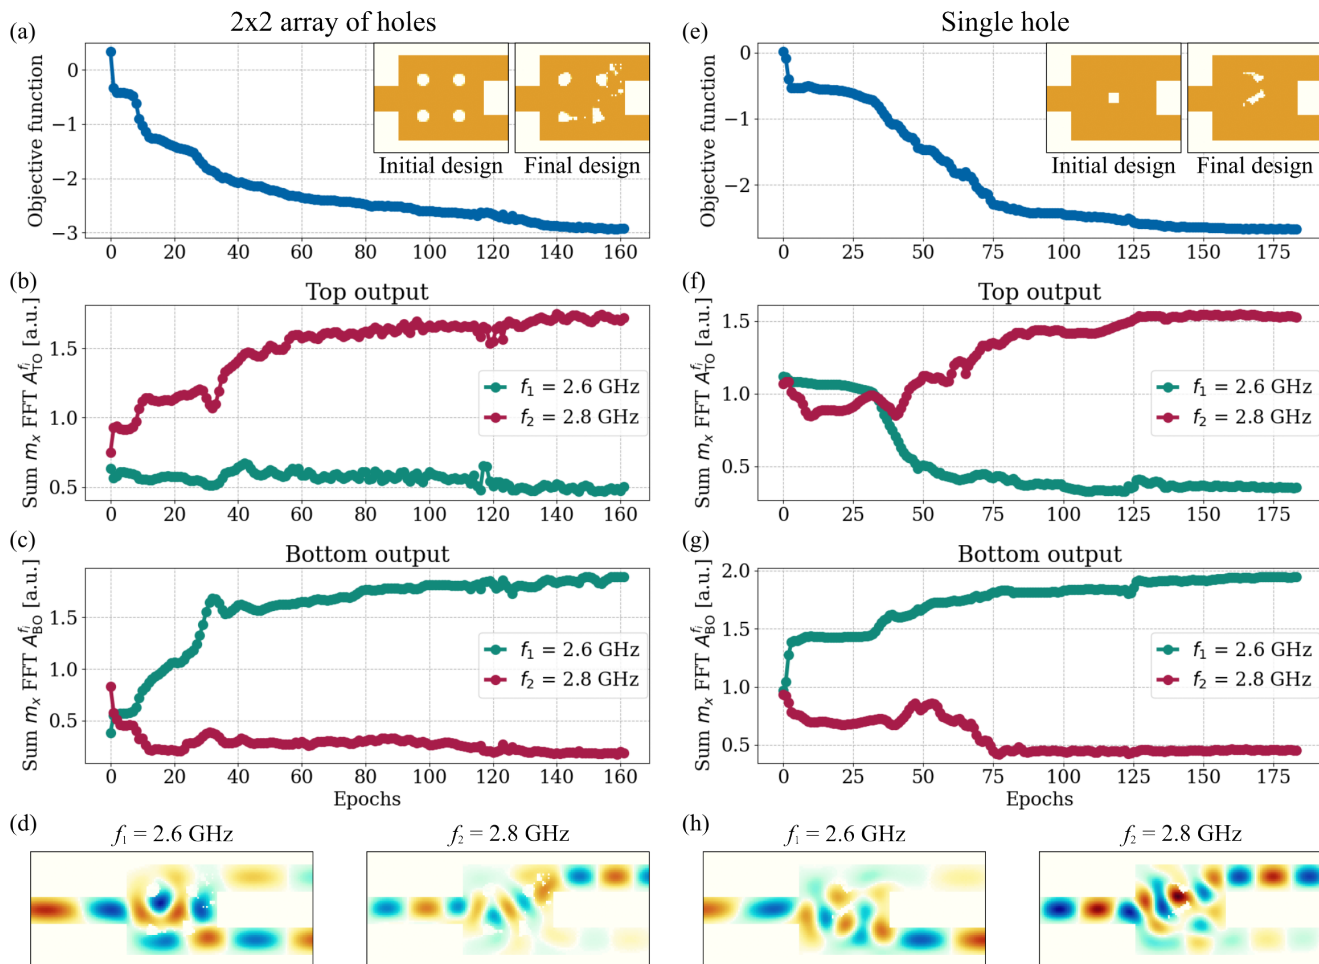 2x2 array of holes
Single hole
(a)
Objective function
0
−1
−2
−3
0 20 40 60 80 100 120 140 160
Initial design
Final design
(e)
Objective function
0
−1
−2
0 25 50 75 100 125 150 175
Initial design
Final design
(b)
Top output
Sum mₓ FFT A_TO^{f_i} [a.u.]
1.5
1.0
0.5
f₁ = 2.6 GHz
f₂ = 2.8 GHz
0 20 40 60 80 100 120 140 160
(f)
Top output
Sum mₓ FFT A_TO^{f_i} [a.u.]
1.5
1.0
0.5
f₁ = 2.6 GHz
f₂ = 2.8 GHz
0 25 50 75 100 125 150 175
(c)
Bottom output
Sum mₓ FFT A_BO^{f_i} [a.u.]
1.5
1.0
0.5
f₁ = 2.6 GHz
f₂ = 2.8 GHz
0 20 40 60 80 100 120 140 160
Epochs
(g)
Bottom output
Sum mₓ FFT A_BO^{f_i} [a.u.]
2.0
1.5
1.0
0.5
f₁ = 2.6 GHz
f₂ = 2.8 GHz
0 25 50 75 100 125 150 175
Epochs
(d)
f₁ = 2.6 GHz
f₂ = 2.8 GHz
(h)
f₁ = 2.6 GHz
f₂ = 2.8 GHz